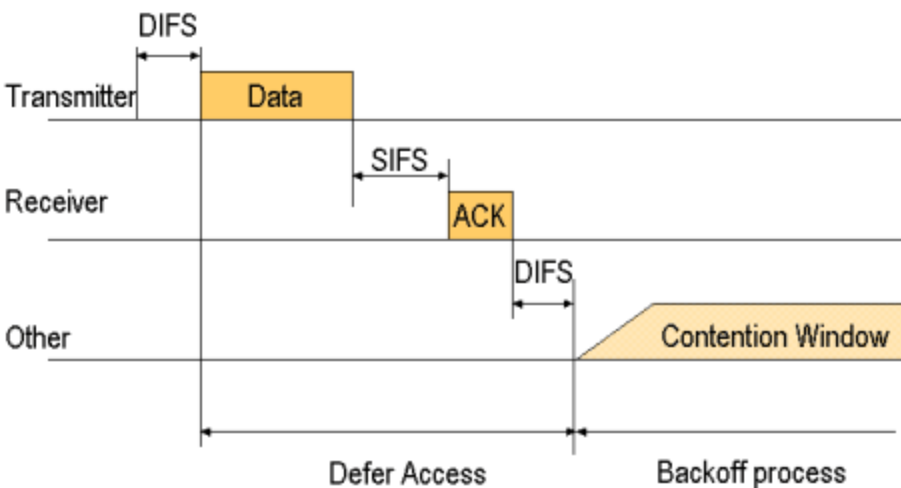 DIFS
Transmitter
Data
SIFS
Receiver
ACK
DIFS
Other
Contention Window
Defer Access
Backoff process